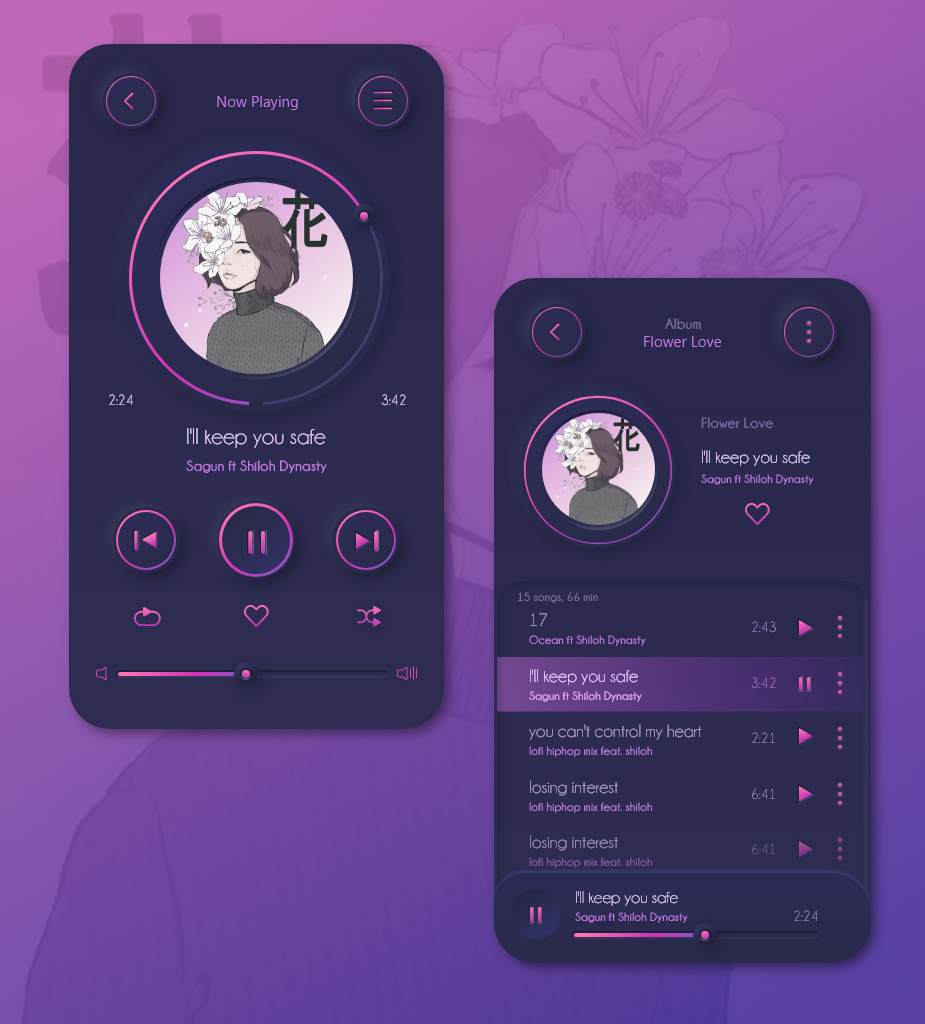 Now Playing
花
2:24
3:42
I'll keep you safe
Sagun ft Shiloh Dynasty
Album
Flower Love
花
Flower Love
I'll keep you safe
Sagun ft Shiloh Dynasty
15 songs, 66 min
17
Ocean ft Shiloh Dynasty
2:43
I'll keep you safe
Sagun ft Shiloh Dynasty
3:42
you can't control my heart
lofi hiphop mix feat. shiloh
2:21
losing interest
lofi hiphop mix feat. shiloh
6:41
losing interest
lofi hiphop mix feat. shiloh
6:41
I'll keep you safe
Sagun ft Shiloh Dynasty
2:24